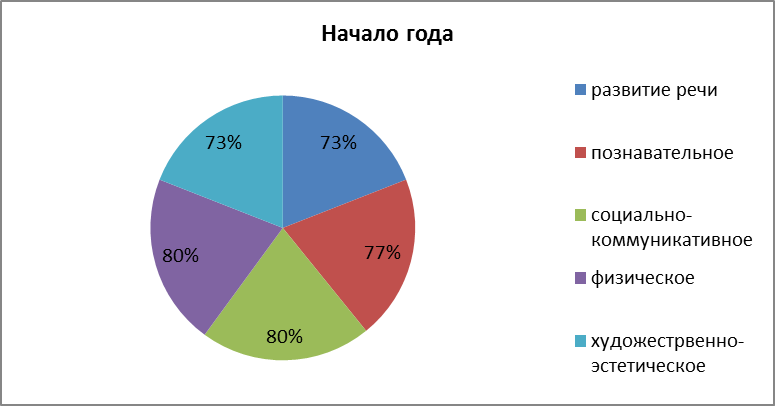 Начало года
73%
73%
77%
80%
80%
развитие речи
познавательное
социально-
коммуникативное
физическое
художестрвенно-
эстетическое